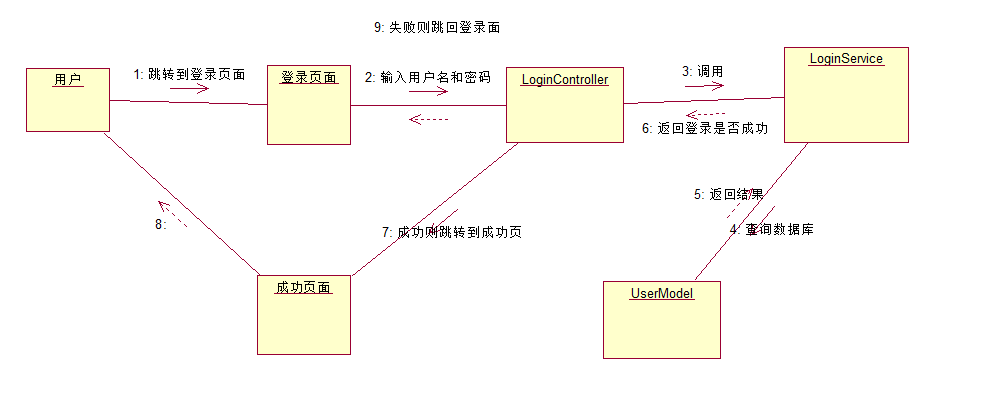 9: 失败则跳回登录面
用户
1: 跳转到登录页面
登录页面
2: 输入用户名和密码
LoginController
3: 调用
LoginService
6: 返回登录是否成功
8:
7: 成功则跳转到成功页
5: 返回结果
4: 查询数据库
成功页面
UserModel